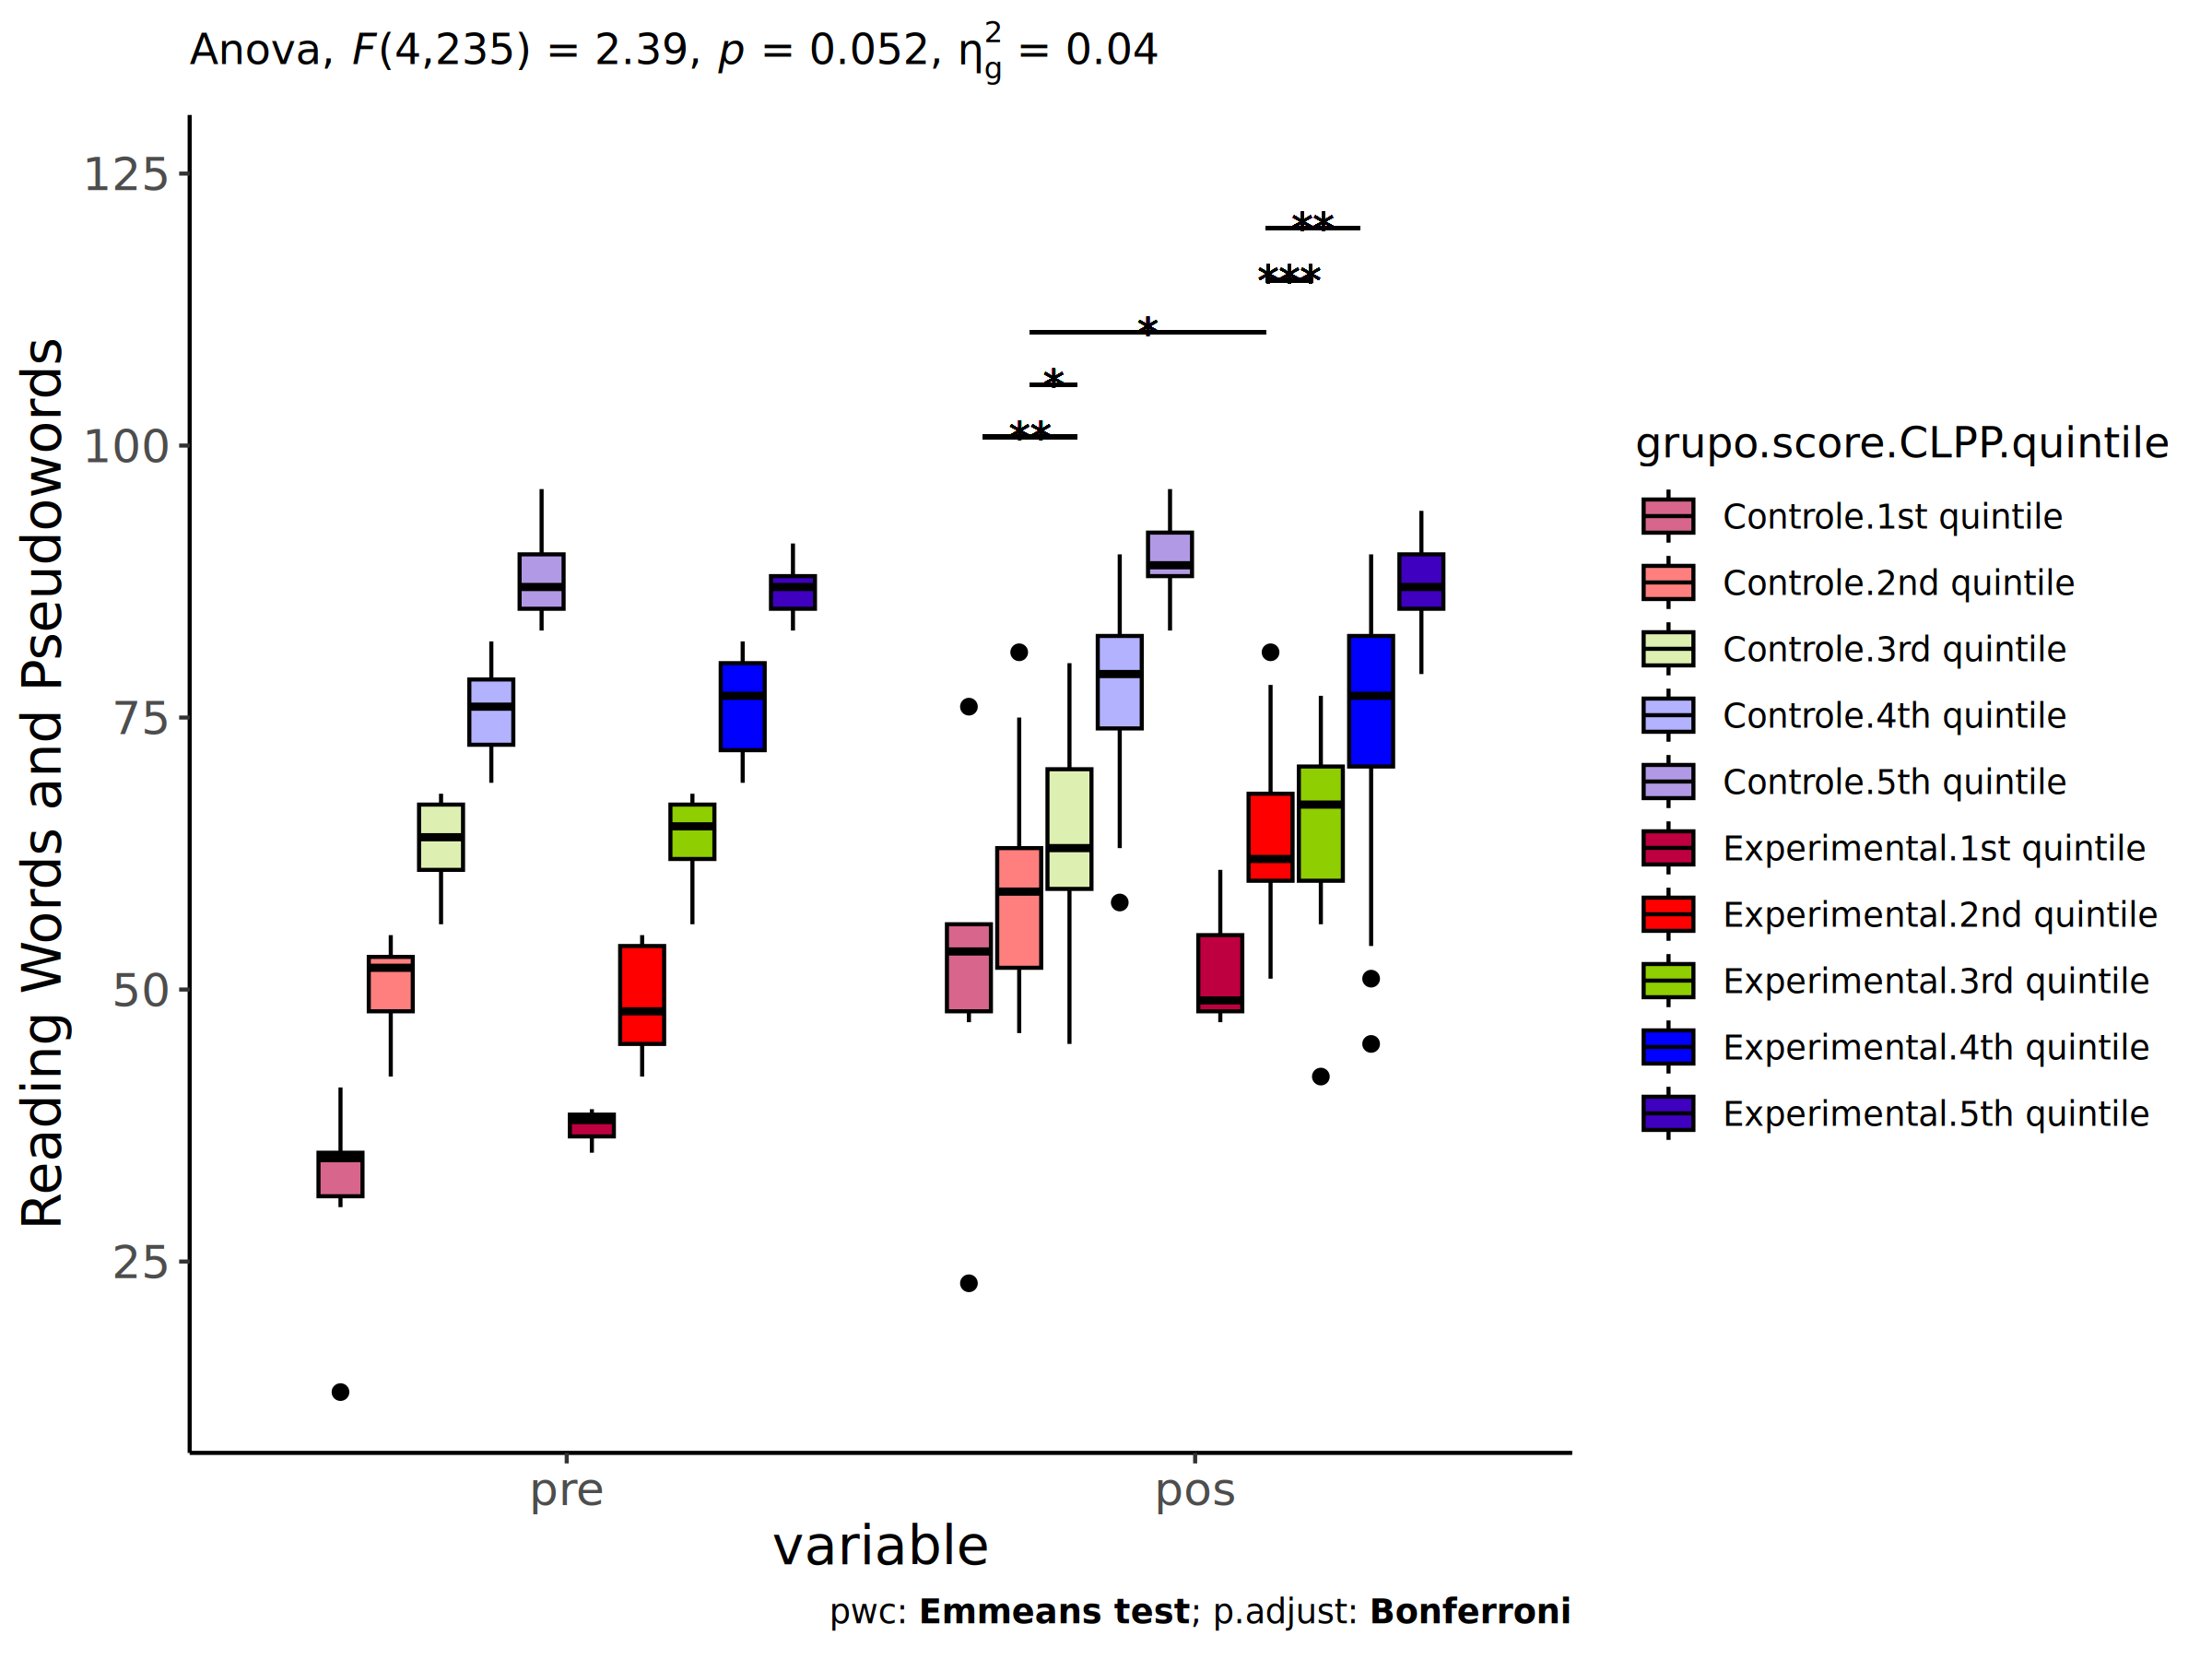 Anova, F(4,235) = 2.39, p = 0.052, η²g = 0.04
Reading Words and Pseudowords
125
100
75
50
25
**
***
*
*
**
pre
pos
variable
pwc: Emmeans test; p.adjust: Bonferroni
grupo.score.CLPP.quintile
Controle.1st quintile
Controle.2nd quintile
Controle.3rd quintile
Controle.4th quintile
Controle.5th quintile
Experimental.1st quintile
Experimental.2nd quintile
Experimental.3rd quintile
Experimental.4th quintile
Experimental.5th quintile